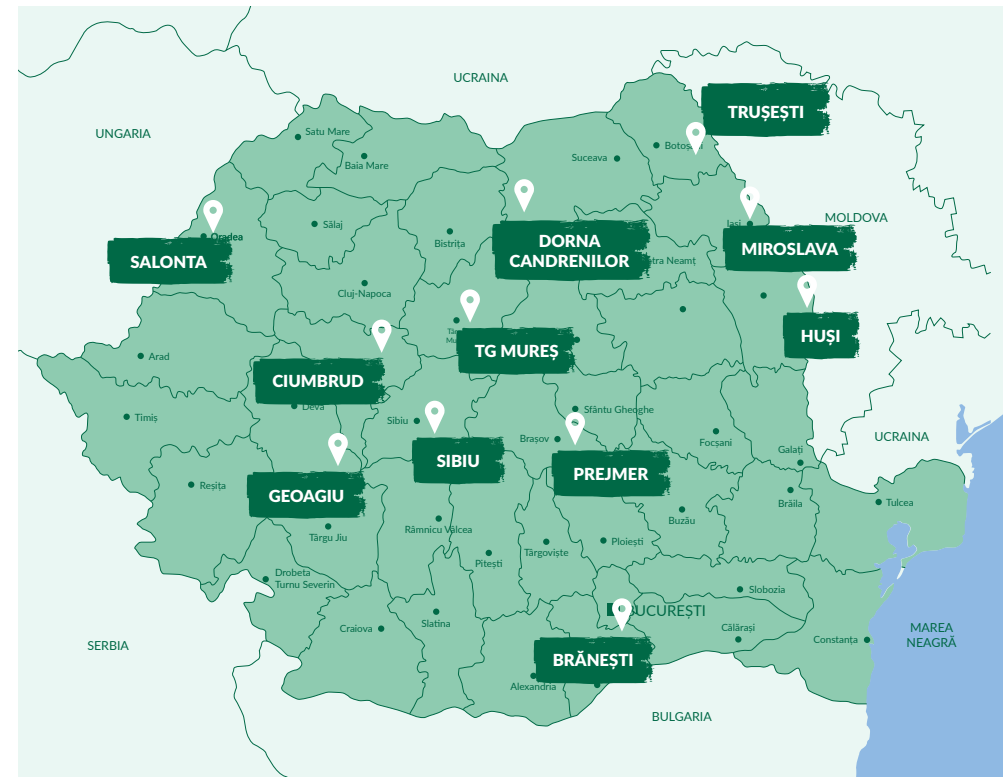 UCRAINA
TRUȘEȘTI
UNGARIA
Satu Mare
Baia Mare
Suceava
Botoșani
Sălaj
Oradea
Bistrița
Iași
MOLDOVA
SALONTA
DORNA
CANDRENILOR
MIROSLAVA
Cluj-Napoca
HUȘI
TG MUREȘ
Arad
CIUMBRUD
Deva
Timiș
Sibiu
Sfântu Gheorghe
Brașov
Focșani
UCRAINA
Galați
SIBIU
PREJMER
Reșița
GEOAGIU
Brăila
Tulcea
Buzău
Râmnicu Vâlcea
Târgu Jiu
Ploiești
Târgoviște
Pitești
Drobeta
Turnu Severin
Slobozia
BUCUREȘTI
Slatina
Craiova
Călărași
Constanța
MAREA
NEAGRĂ
SERBIA
BRĂNEȘTI
Alexandria
BULGARIA